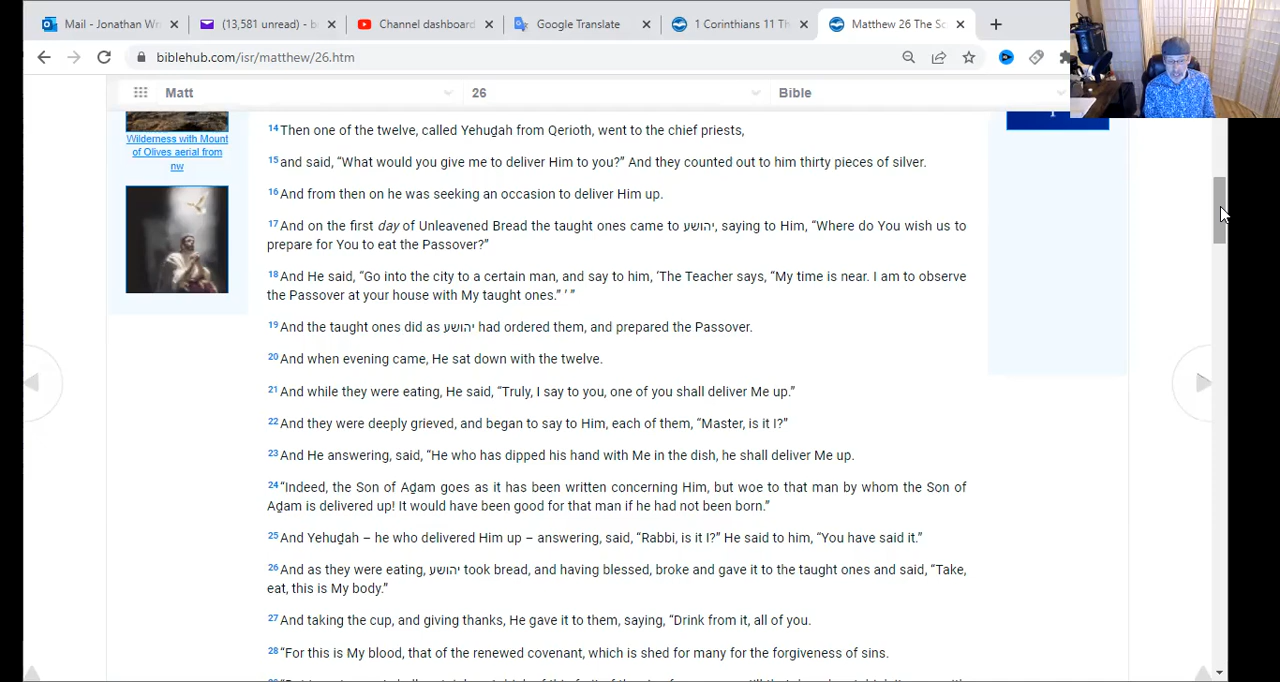 Mail - Jonathan Wr
(13,581 unread) - b
Channel dashboard
Google Translate
1 Corinthians 11 Th
Matthew 26 The Sc
biblehub.com/isr/matthew/26.htm
Matt
26
Bible
Wilderness with Mount
of Olives aerial from
nw
14 Then one of the twelve, called Yehuḏah from Qerioth, went to the chief priests,
15 and said, “What would you give me to deliver Him to you?” And they counted out to him thirty pieces of silver.
16 And from then on he was seeking an occasion to deliver Him up.
17 And on the first day of Unleavened Bread the taught ones came to יהושע, saying to Him, “Where do You wish us to
prepare for You to eat the Passover?”
18 And He said, “Go into the city to a certain man, and say to him, ‘The Teacher says, “My time is near. I am to observe
the Passover at your house with My taught ones.” ’ ”
19 And the taught ones did as יהושע had ordered them, and prepared the Passover.
20 And when evening came, He sat down with the twelve.
21 And while they were eating, He said, “Truly, I say to you, one of you shall deliver Me up.”
22 And they were deeply grieved, and began to say to Him, each of them, “Master, is it I?”
23 And He answering, said, “He who has dipped his hand with Me in the dish, he shall deliver Me up.
24 “Indeed, the Son of Aḏam goes as it has been written concerning Him, but woe to that man by whom the Son of
Aḏam is delivered up! It would have been good for that man if he had not been born.”
25 And Yehuḏah – he who delivered Him up – answering, said, “Rabbi, is it I?” He said to him, “You have said it.”
26 And as they were eating, יהושע took bread, and having blessed, broke and gave it to the taught ones and said, “Take,
eat, this is My body.”
27 And taking the cup, and giving thanks, He gave it to them, saying, “Drink from it, all of you.
28 “For this is My blood, that of the renewed covenant, which is shed for many for the forgiveness of sins.